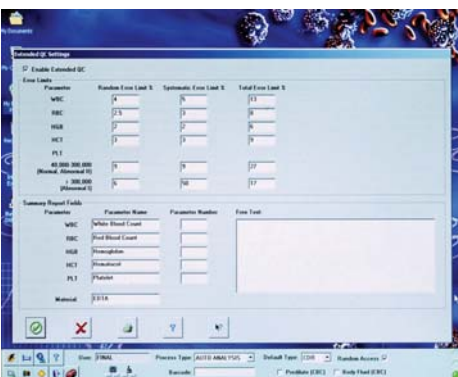 My Documents
Extended QC Settings
Enable Extended QC
Error Limits
Parameter Random Error Limit % Systematic Error Limit % Total Error Limit %
WBC 4 5 13
RBC 2.5 3 8
HGB 2 2 6
HCT 3 3 9
PLT
40,000-300,000 9 9 27
(Normal, Abnormal II)
6 50 17
(Abnormal I)
Summary Report Fields
Parameter Parameter Name Parameter Number Free Text
WBC White Blood Count
RBC Red Blood Count
HGB Hemoglobin
HCT Hematocrit
PLT Platelet
Material EDTA
User: FINAL Process Type AUTO ANALYSIS Default Type: CDR Random Access
Barcode Predilute (CBC) Body Fluid (CBC)